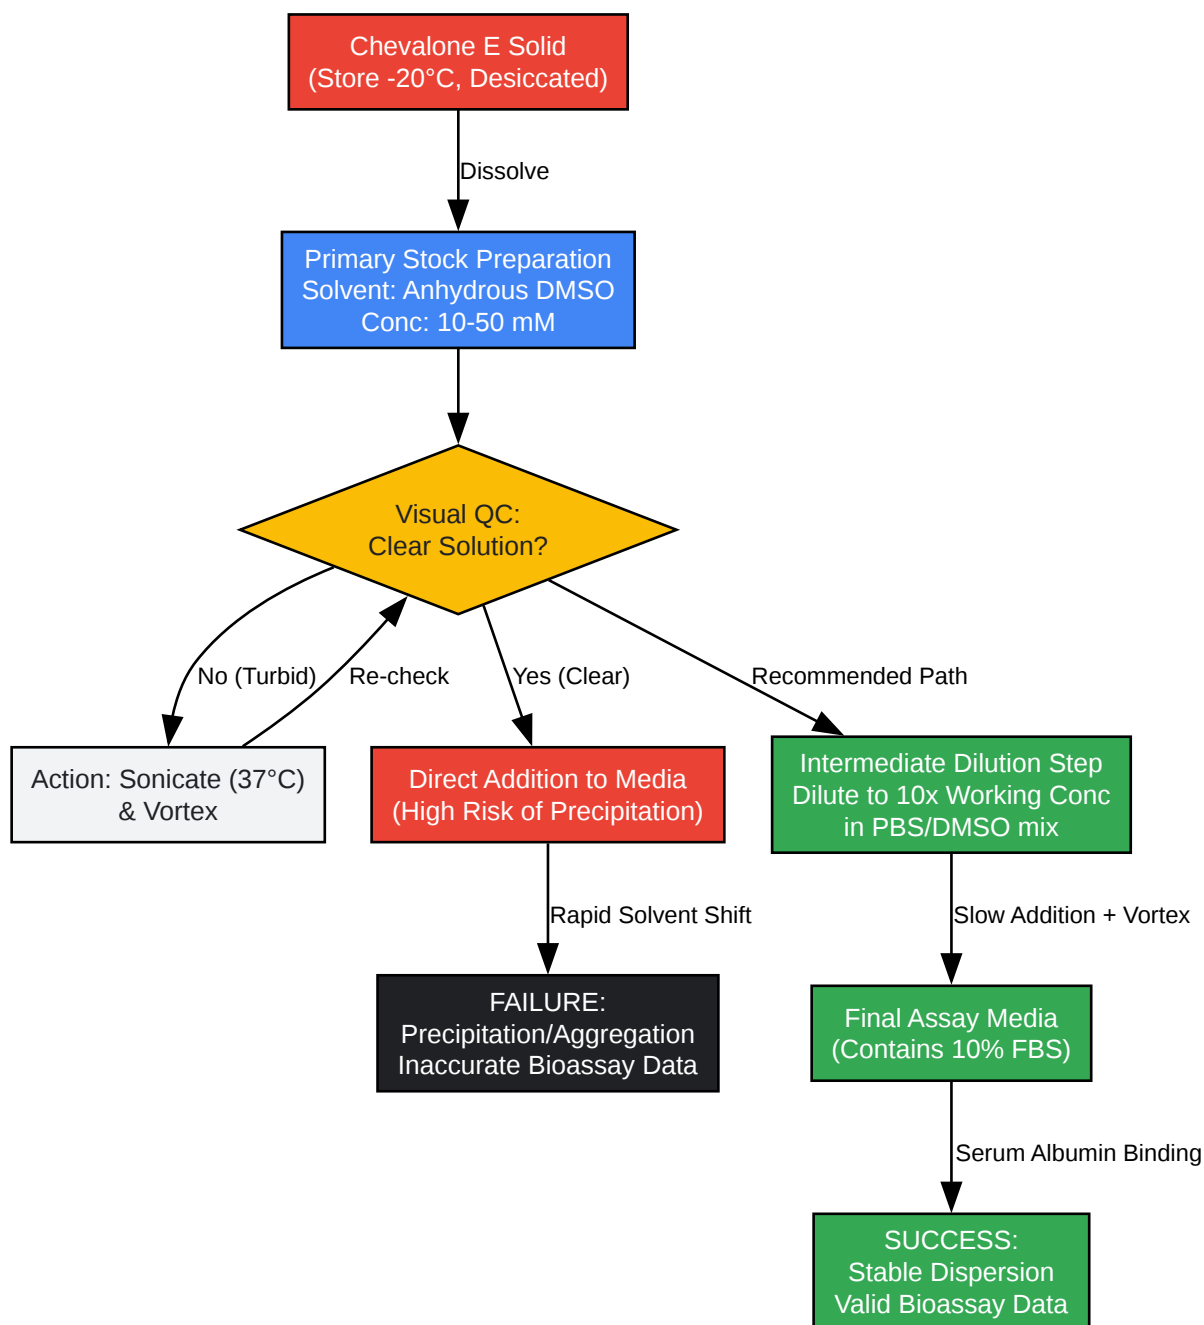 Chevalone E Solid
(Store -20°C, Desiccated)
Dissolve
Primary Stock Preparation
Solvent: Anhydrous DMSO
Conc: 10-50 mM
Visual QC:
Clear Solution?
No (Turbid)
Re-check
Yes (Clear)
Recommended Path
Action: Sonicate (37°C)
& Vortex
Direct Addition to Media
(High Risk of Precipitation)
Intermediate Dilution Step
Dilute to 10x Working Conc
in PBS/DMSO mix
Rapid Solvent Shift
Slow Addition + Vortex
FAILURE:
Precipitation/Aggregation
Inaccurate Bioassay Data
Final Assay Media
(Contains 10% FBS)
Serum Albumin Binding
SUCCESS:
Stable Dispersion
Valid Bioassay Data